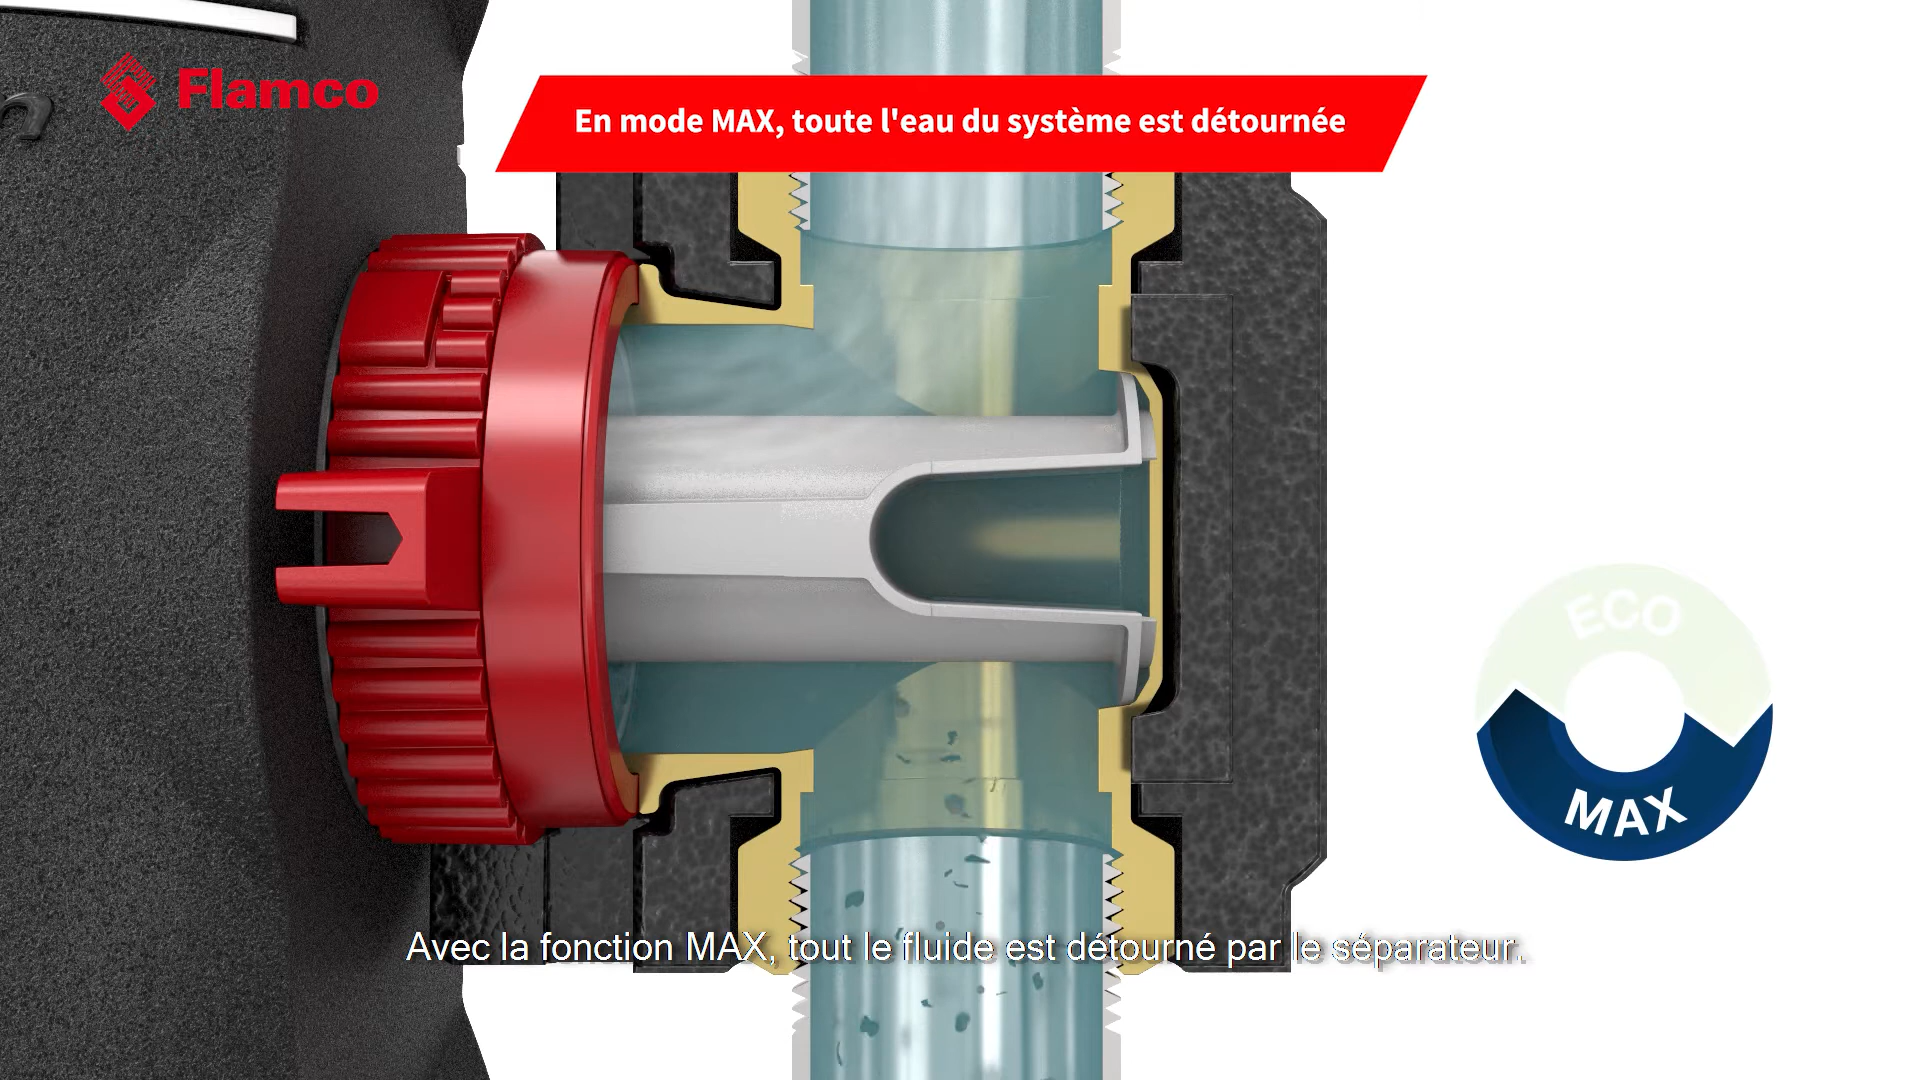 Flamco
En mode MAX, toute l'eau du système est détournée
ECO
MAX
Avec la fonction MAX, tout le fluide est détourné par le séparateur.